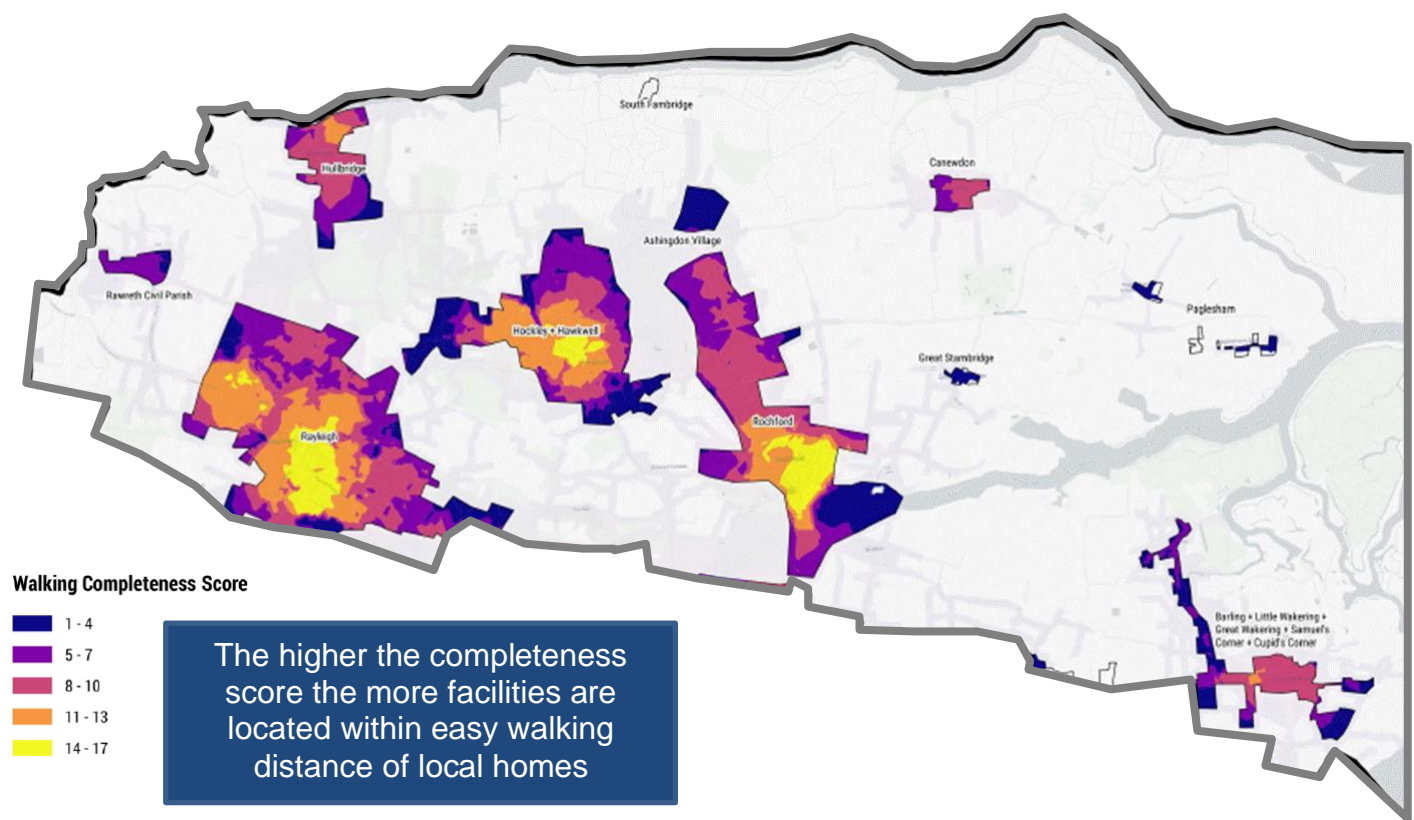 South Fambridge
Hullbridge
Canewdon
Ashingdon Village
Rawreth Civil Parish
Paglesham
Hockley + Hawkwell
Great Stambridge
Rochford
Rayleigh
Barling + Little Wakering +
Great Wakering + Samuel's
Corner + Cupid's Corner
Walking Completeness Score
1 - 4
5 - 7
8 - 10
11 - 13
14 - 17
The higher the completeness
score the more facilities are
located within easy walking
distance of local homes